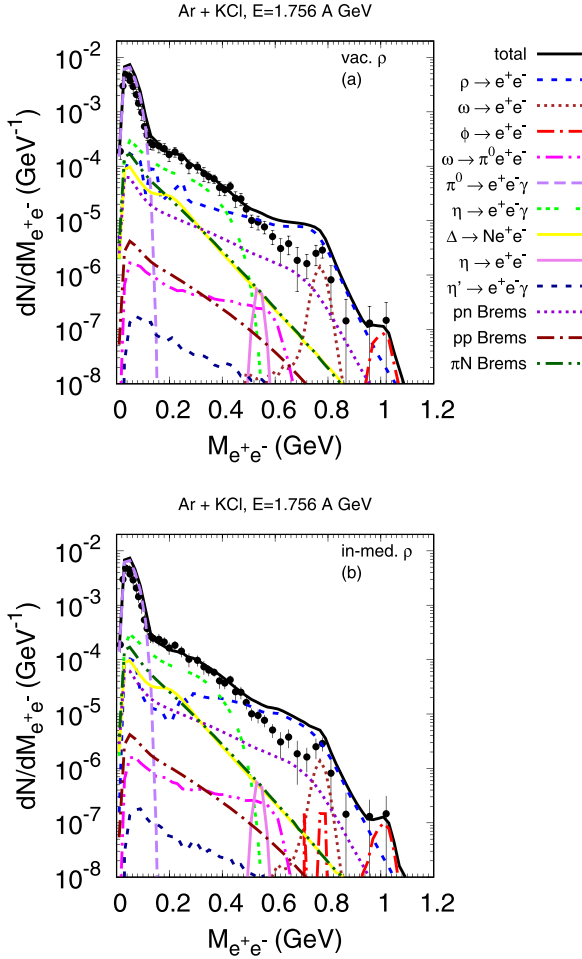 Ar + KCl, E=1.756 A GeV
vac. ρ
(a)
dN/dM_{e⁺e⁻} (GeV⁻¹)
10⁻²
10⁻³
10⁻⁴
10⁻⁵
10⁻⁶
10⁻⁷
10⁻⁸
0 0.2 0.4 0.6 0.8 1 1.2
M_{e⁺e⁻} (GeV)
total
ρ → e⁺e⁻
ω → e⁺e⁻
ϕ → e⁺e⁻
ω → π⁰e⁺e⁻
π⁰ → e⁺e⁻γ
η → e⁺e⁻γ
Δ → Ne⁺e⁻
η → e⁺e⁻
η' → e⁺e⁻γ
pn Brems
pp Brems
πN Brems
Ar + KCl, E=1.756 A GeV
in-med. ρ
(b)
dN/dM_{e⁺e⁻} (GeV⁻¹)
10⁻²
10⁻³
10⁻⁴
10⁻⁵
10⁻⁶
10⁻⁷
10⁻⁸
0 0.2 0.4 0.6 0.8 1 1.2
M_{e⁺e⁻} (GeV)